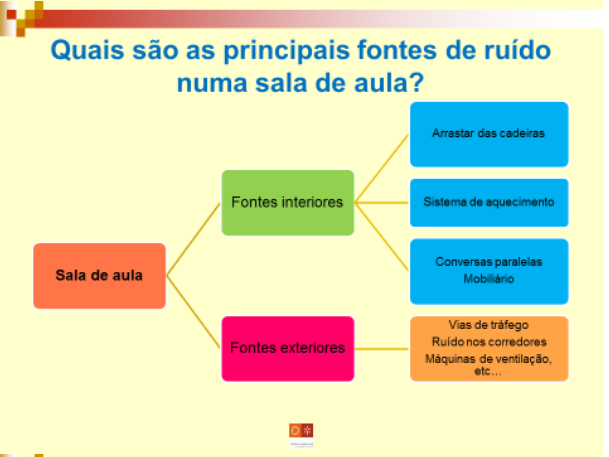 Quais são as principais fontes de ruído
numa sala de aula?
Arrastar das cadeiras
Fontes interiores
Sistema de aquecimento
Conversas paralelas
Mobiliário
Sala de aula
Vias de tráfego
Ruído nos corredores
Máquinas de ventilação,
etc…
Fontes exteriores